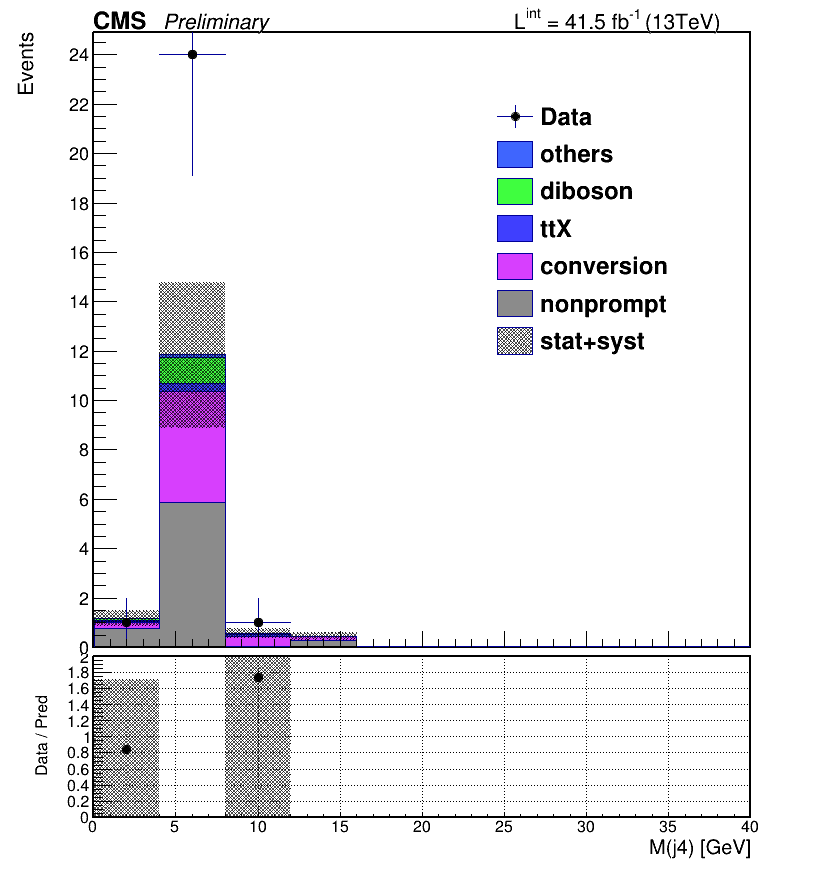 CMS Preliminary L^int = 41.5 fb^-1 (13TeV)
Events
24
22
20
18
16
14
12
10
8
6
4
2
0
Data
others
diboson
ttX
conversion
nonprompt
stat+syst
Data / Pred
2
1.8
1.6
1.4
1.2
1
0.8
0.6
0.4
0.2
0
0 5 10 15 20 25 30 35 40
M(j4) [GeV]